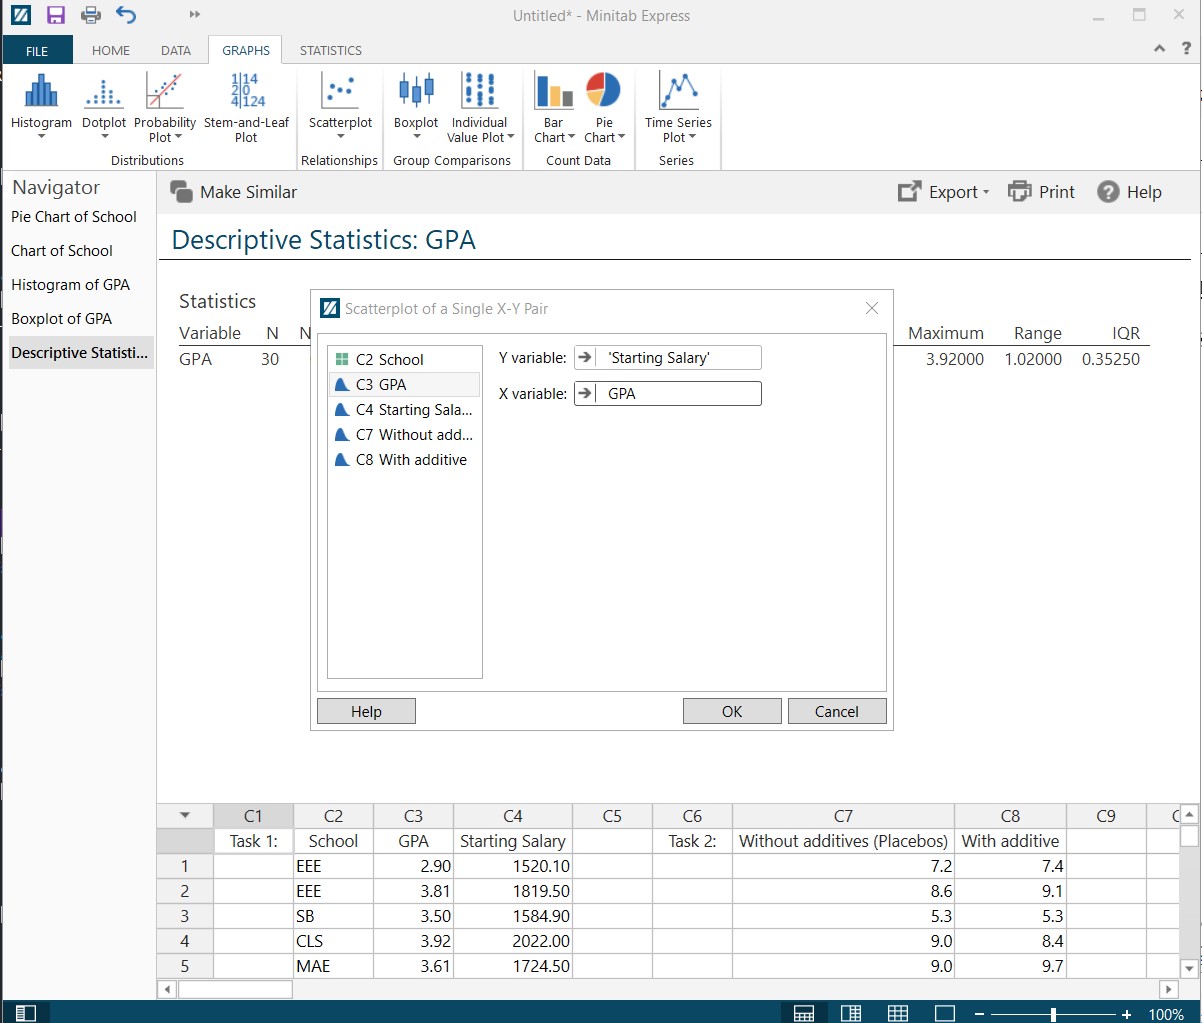 Untitled* - Minitab Express
FILE HOME DATA GRAPHS STATISTICS
Histogram Dotplot Probability Plot Stem-and-Leaf Plot Scatterplot Boxplot Individual Value Plot Bar Chart Pie Chart Time Series Plot
Distributions Relationships Group Comparisons Count Data Series
Navigator
Pie Chart of School
Chart of School
Histogram of GPA
Boxplot of GPA
Descriptive Statisti...
Make Similar Export Print Help
Descriptive Statistics: GPA
Statistics
Variable N N Maximum Range IQR
GPA 30 3.92000 1.02000 0.35250
Scatterplot of a Single X-Y Pair
C2 School
C3 GPA
C4 Starting Sala...
C7 Without add...
C8 With additive
Y variable: 'Starting Salary'
X variable: GPA
Help OK Cancel
C1 C2 C3 C4 C5 C6 C7 C8 C9
Task 1: School GPA Starting Salary Task 2: Without additives (Placebos) With additive
1 EEE 2.90 1520.10 7.2 7.4
2 EEE 3.81 1819.50 8.6 9.1
3 SB 3.50 1584.90 5.3 5.3
4 CLS 3.92 2022.00 9.0 8.4
5 MAE 3.61 1724.50 9.0 9.7
100%